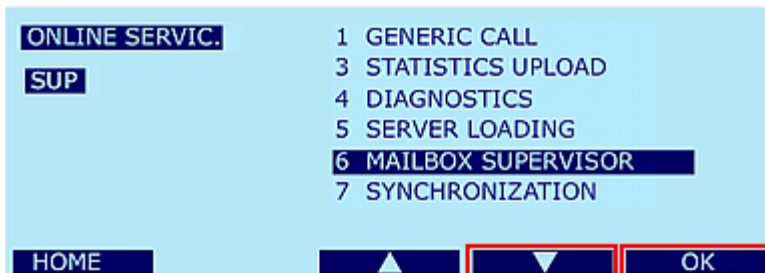 ONLINE SERVIC.
SUP
1 GENERIC CALL
3 STATISTICS UPLOAD
4 DIAGNOSTICS
5 SERVER LOADING
6 MAILBOX SUPERVISOR
7 SYNCHRONIZATION
HOME
OK